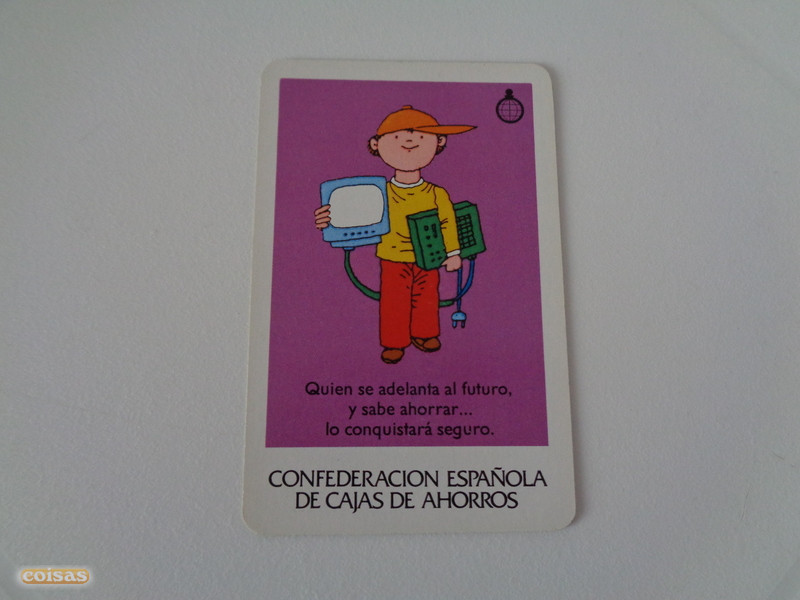 Quien se adelanta al futuro,
y sabe ahorrar...
lo conquistará seguro.
CONFEDERACION ESPAÑOLA
DE CAJAS DE AHORROS
coisas